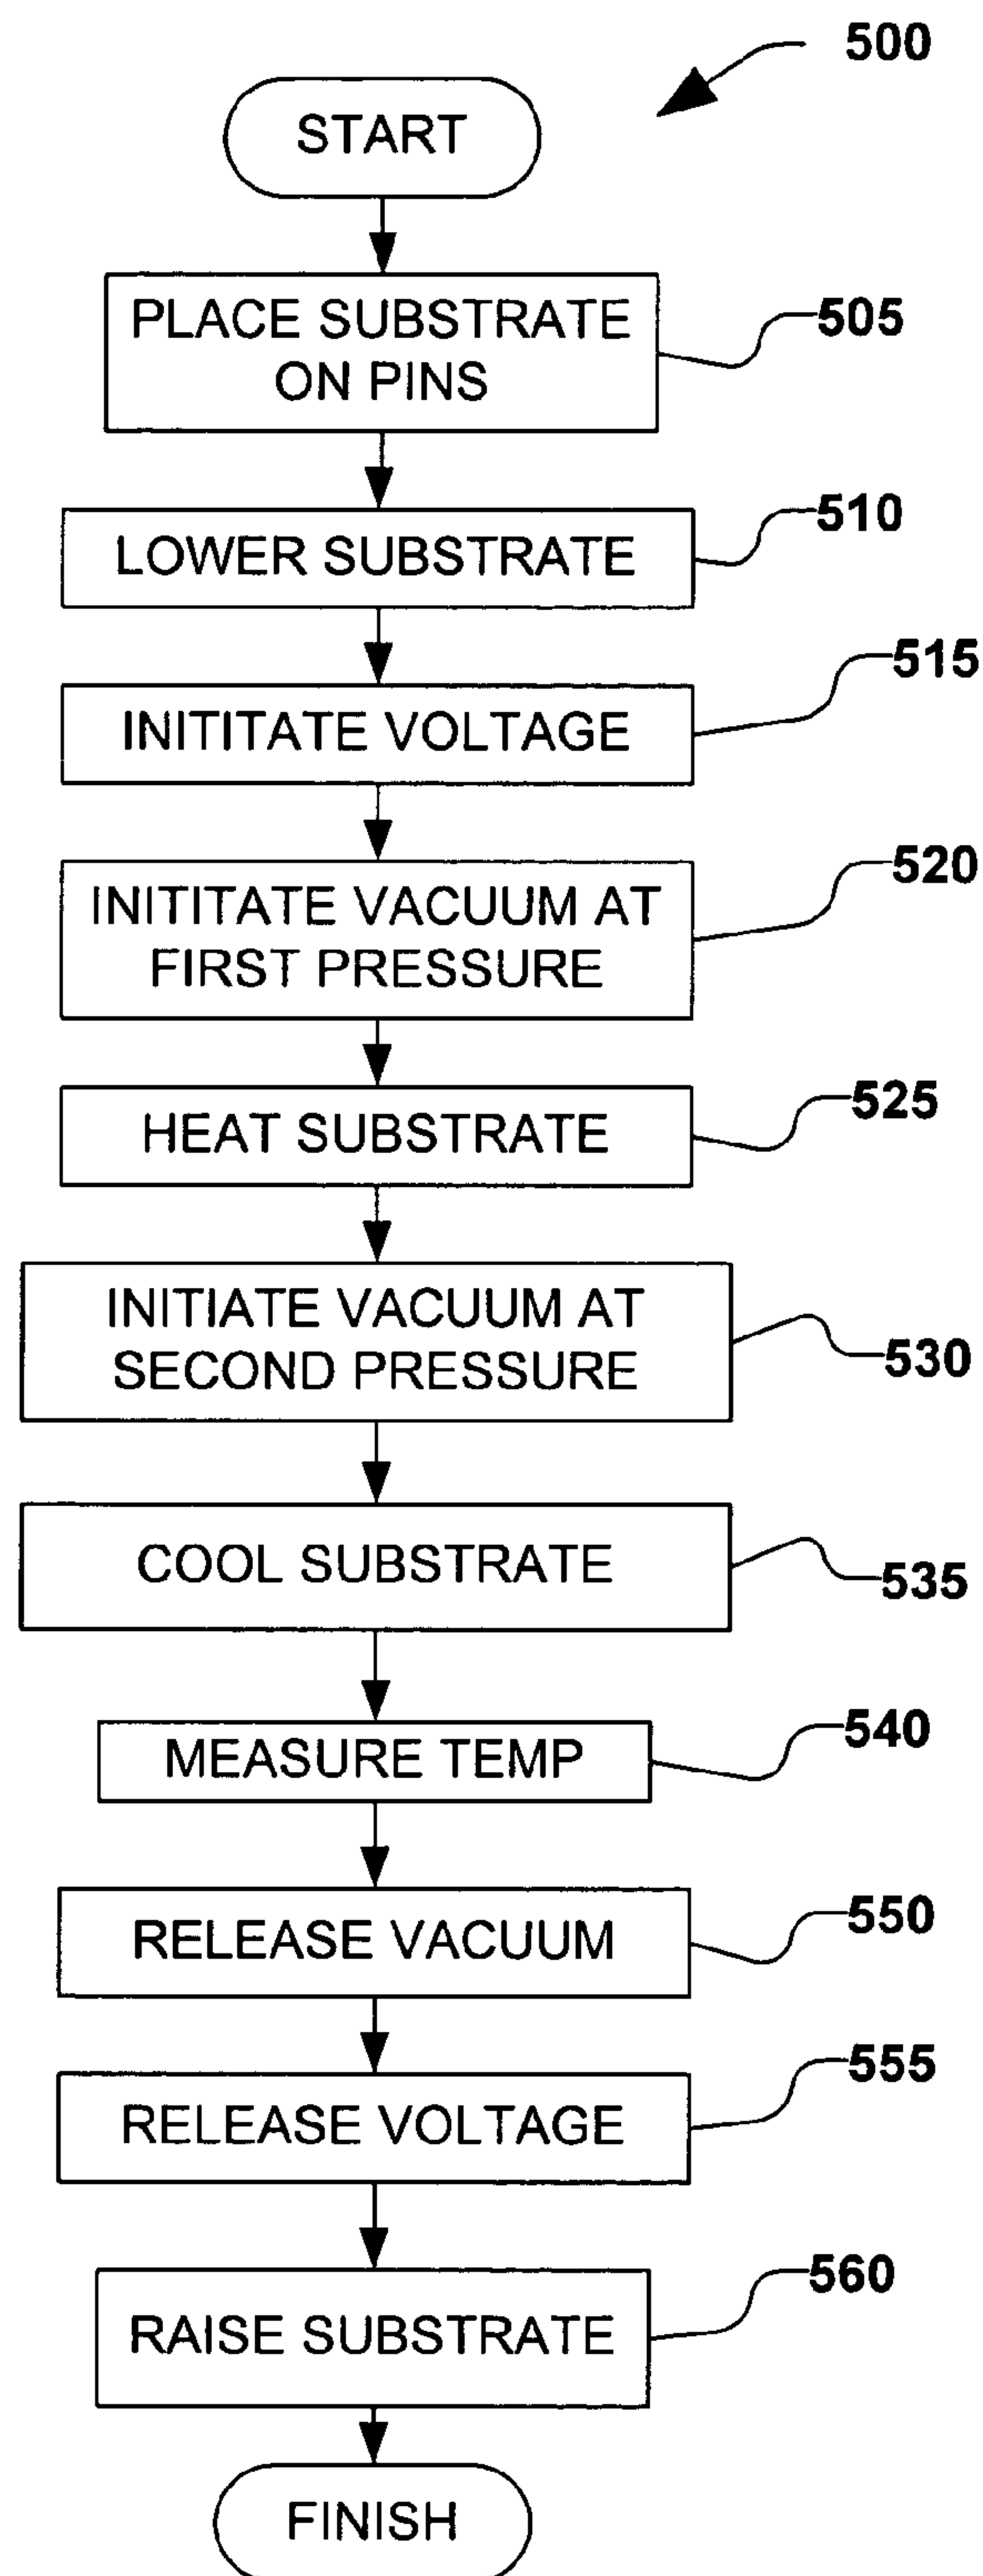 500
START
PLACE SUBSTRATE
ON PINS
505
LOWER SUBSTRATE
510
INITITATE VOLTAGE
515
INITITATE VACUUM AT
FIRST PRESSURE
520
HEAT SUBSTRATE
525
INITIATE VACUUM AT
SECOND PRESSURE
530
COOL SUBSTRATE
535
MEASURE TEMP
540
RELEASE VACUUM
550
RELEASE VOLTAGE
555
RAISE SUBSTRATE
560
FINISH